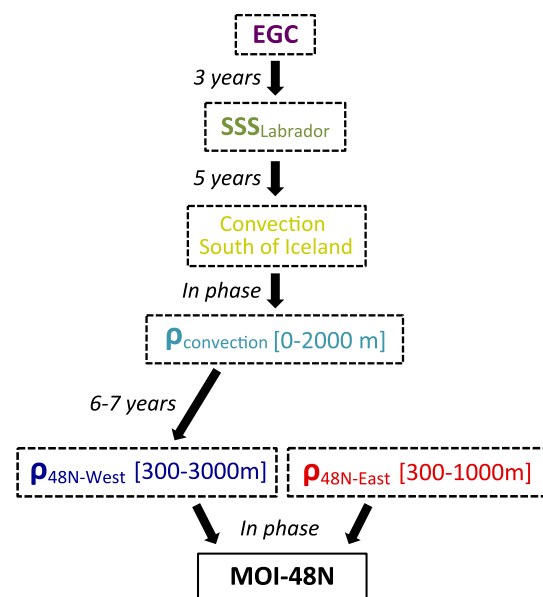 EGC
3 years
SSSLabrador
5 years
Convection
South of Iceland
In phase
ρconvection [0-2000 m]
6-7 years
ρ48N-West [300-3000m]
ρ48N-East [300-1000m]
In phase
MOI-48N